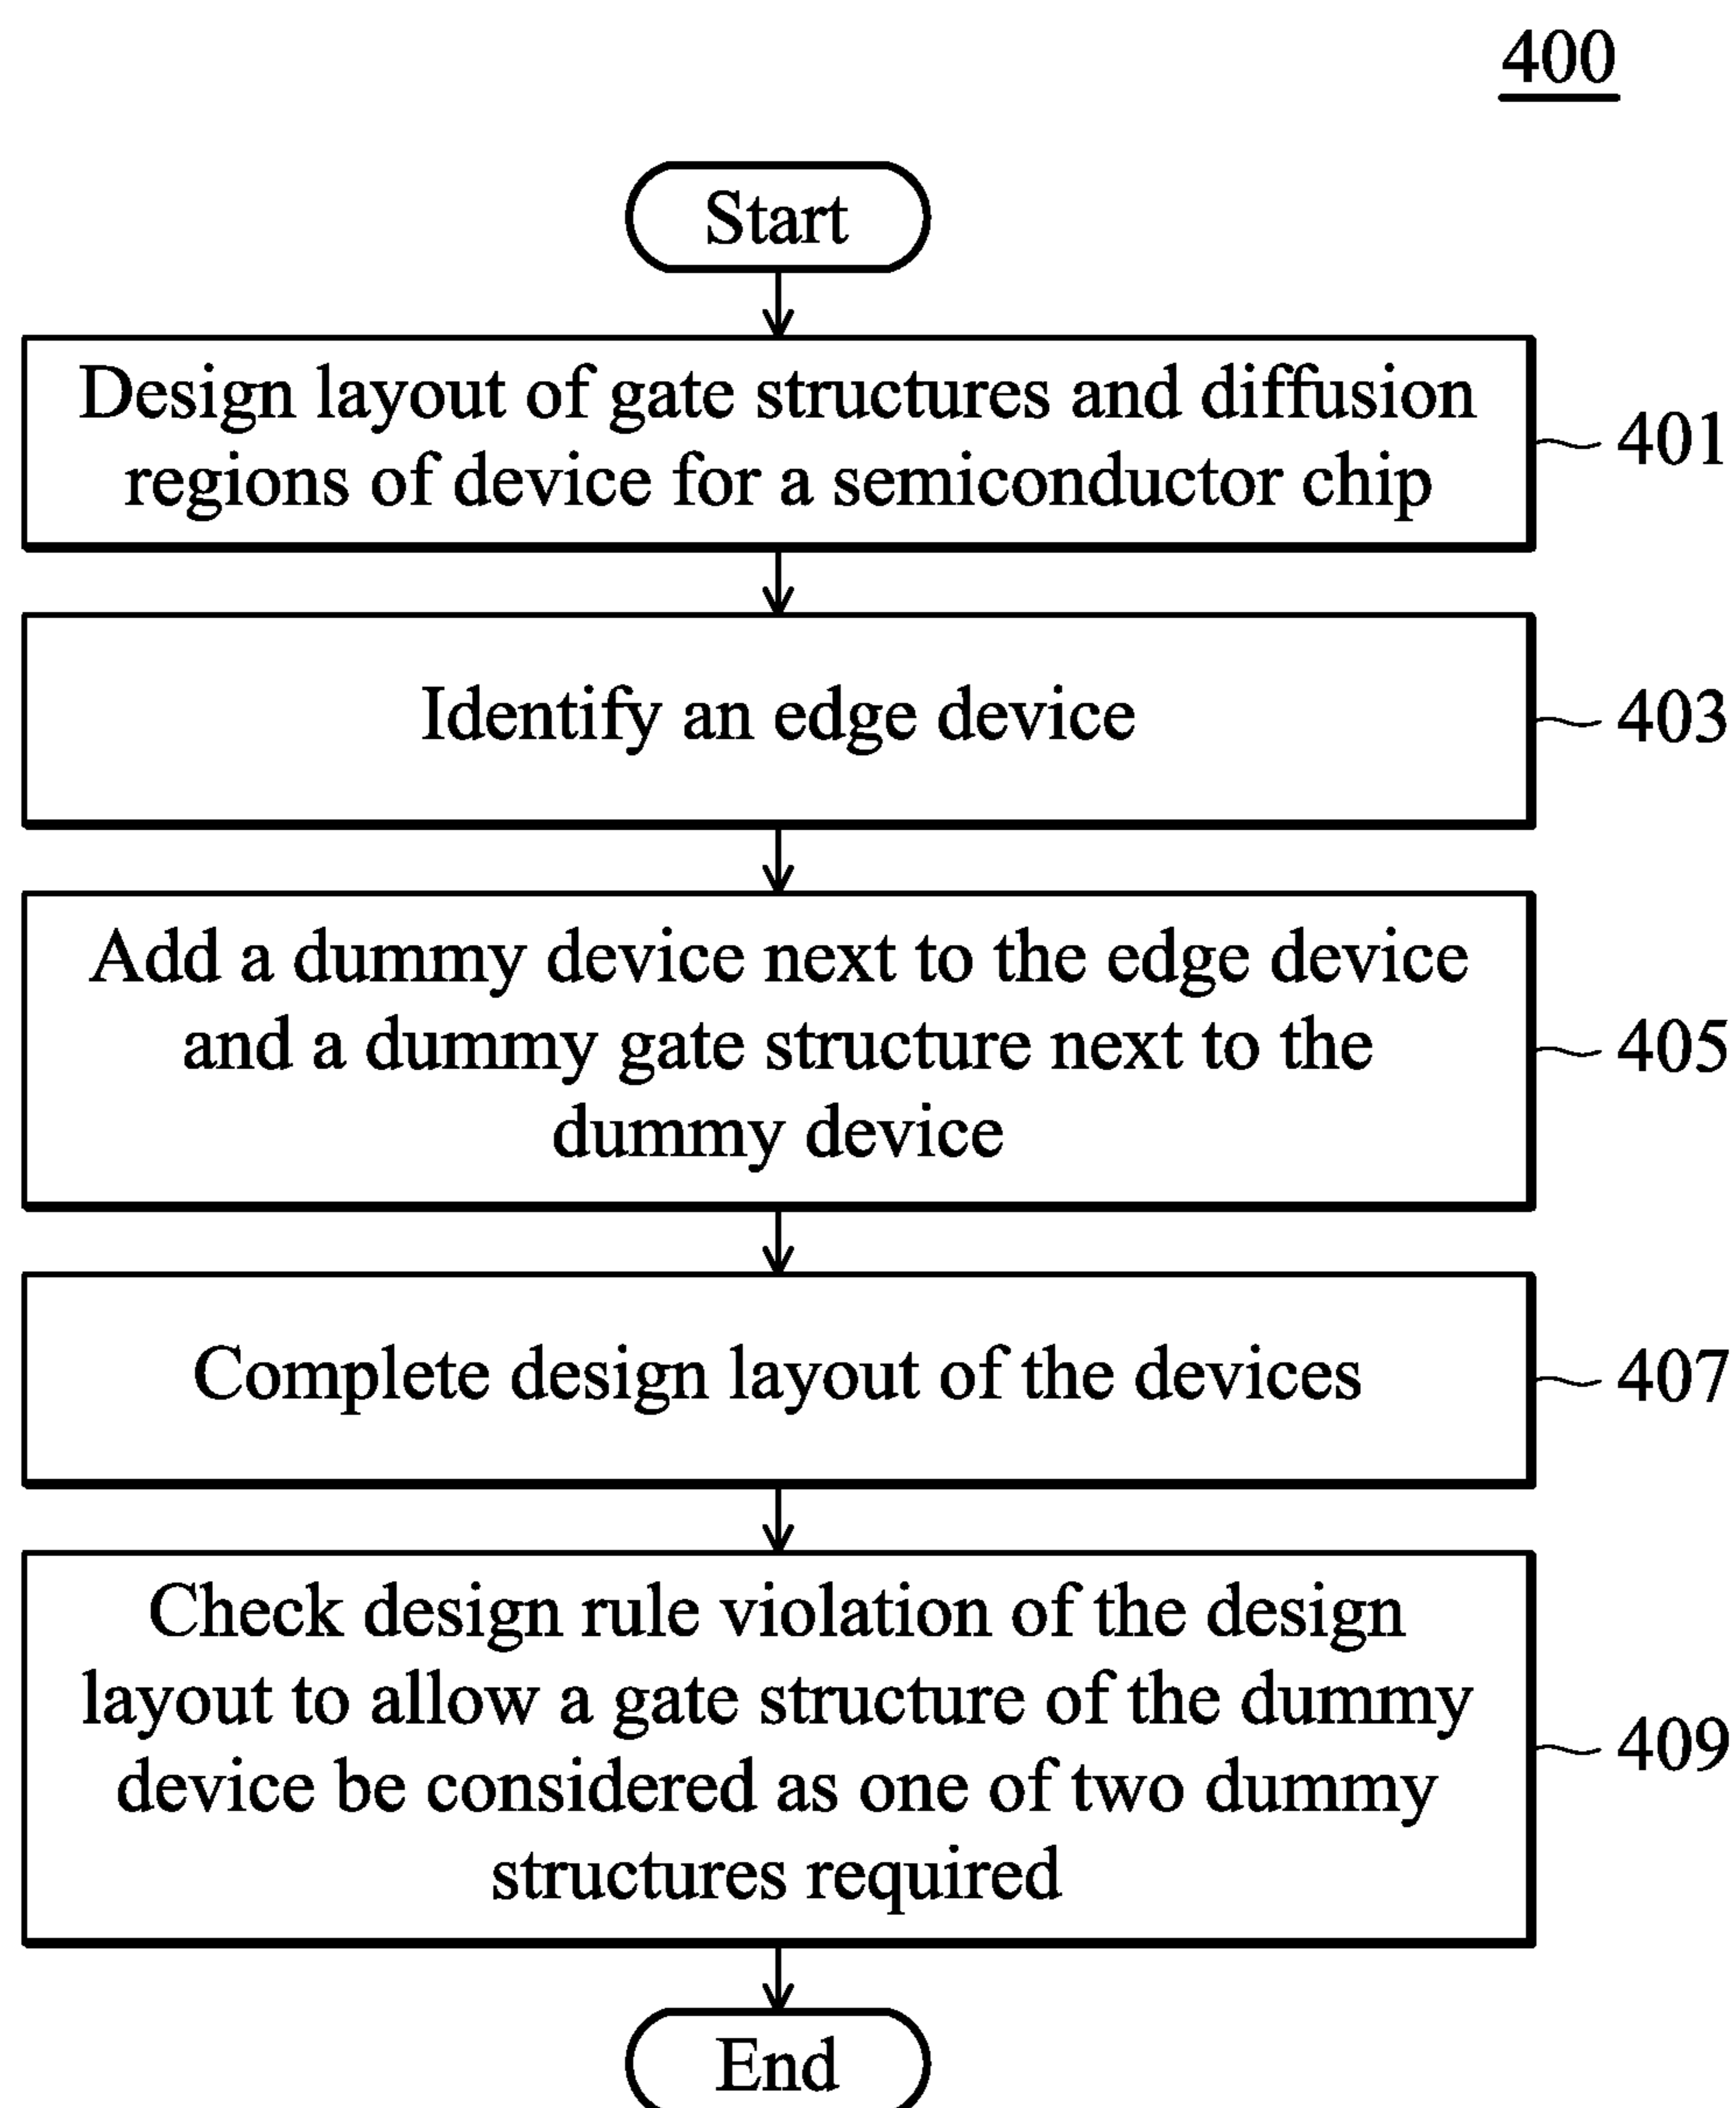 400
Start
Design layout of gate structures and diffusion
regions of device for a semiconductor chip
401
Identify an edge device
403
Add a dummy device next to the edge device
and a dummy gate structure next to the
dummy device
405
Complete design layout of the devices
407
Check design rule violation of the design
layout to allow a gate structure of the dummy
device be considered as one of two dummy
structures required
409
End